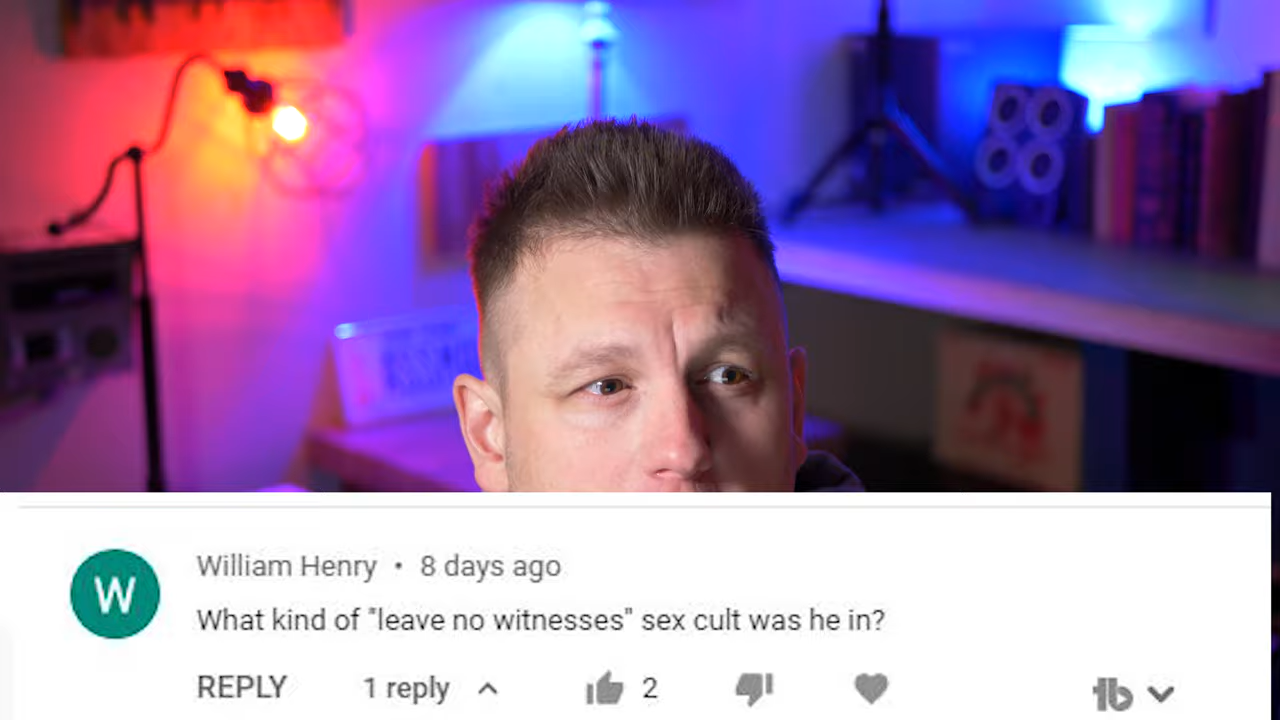 W
William Henry • 8 days ago
What kind of "leave no witnesses" sex cult was he in?
REPLY 1 reply 2
tb